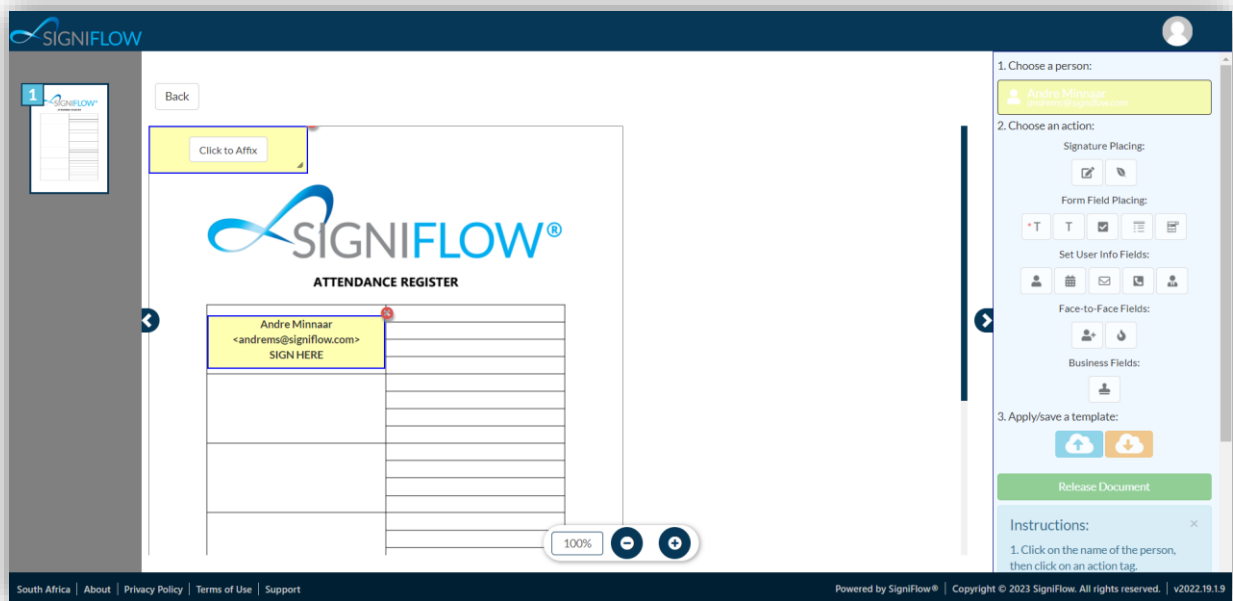 SIGNIFLOW
1
SIGNIFLOW®
Back
Click to Affix
SIGNIFLOW®
ATTENDANCE REGISTER
Andre Minnaar
<andrems@signiflow.com>
SIGN HERE
100%
1. Choose a person:
Andre Minnaar
andrems@signiflow.com
2. Choose an action:
Signature Placing:
Form Field Placing:
*T T
Set User Info Fields:
Face-to-Face Fields:
Business Fields:
3. Apply/save a template:
Release Document
Instructions:
1. Click on the name of the person,
then click on an action tag.
South Africa | About | Privacy Policy | Terms of Use | Support
Powered by SigniFlow® | Copyright © 2023 SigniFlow. All rights reserved. | v2022.19.1.9